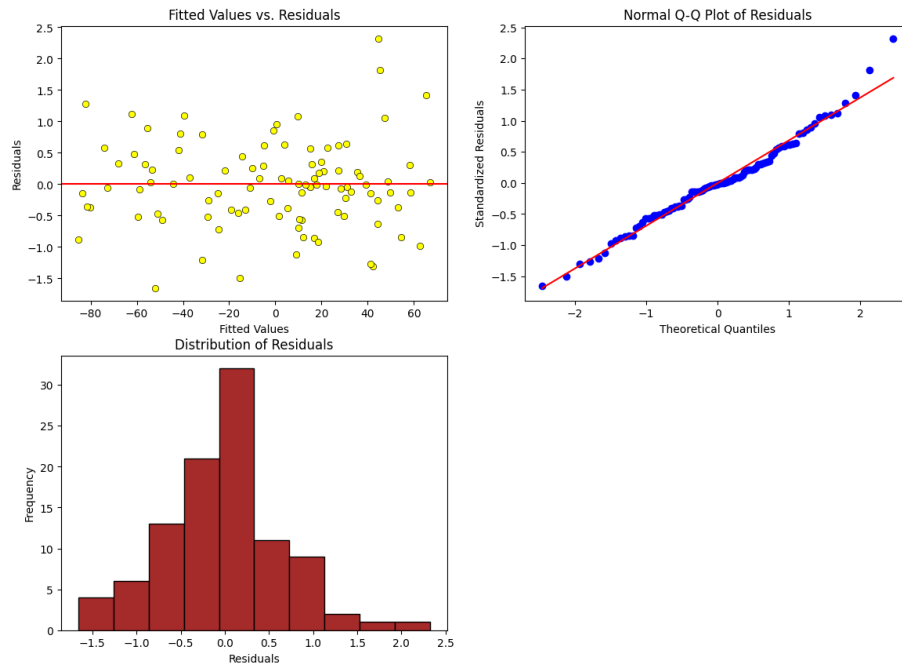 Fitted Values vs. Residuals
2.5
2.0
1.5
1.0
0.5
0.0
−0.5
−1.0
−1.5
Residuals
−80 −60 −40 −20 0 20 40 60
Fitted Values
Normal Q-Q Plot of Residuals
2.5
2.0
1.5
1.0
0.5
0.0
−0.5
−1.0
−1.5
Standardized Residuals
−2 −1 0 1 2
Theoretical Quantiles
Distribution of Residuals
30
25
20
15
10
5
0
Frequency
−1.5 −1.0 −0.5 0.0 0.5 1.0 1.5 2.0 2.5
Residuals